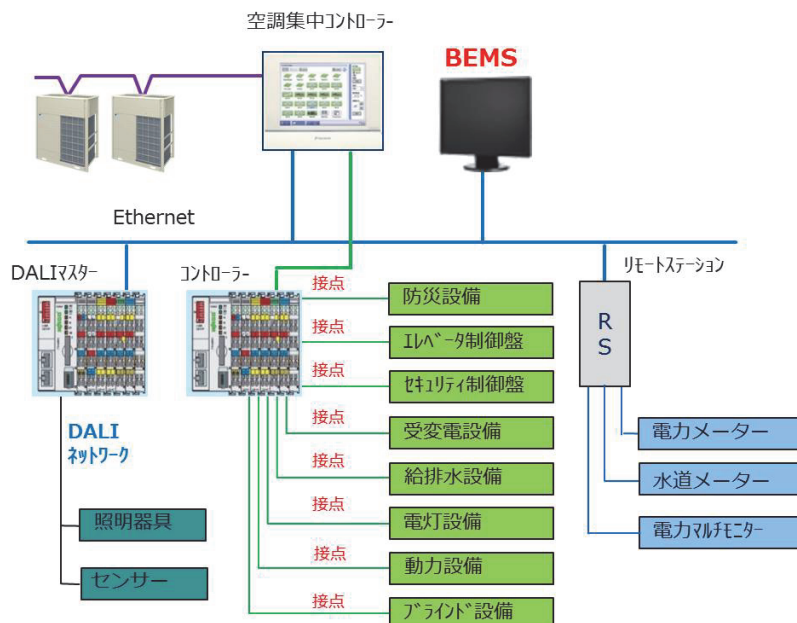 空調集中ｺﾝﾄﾛｰﾗｰ
BEMS
Ethernet
DALIﾏｽﾀｰ
ｺﾝﾄﾛｰﾗｰ
ﾘﾓｰﾄｽﾃｰｼｮﾝ
接点
防災設備
接点
ｴﾚﾍﾞｰﾀ制御盤
接点
ｾｷｭﾘﾃｨ制御盤
接点
受変電設備
接点
給排水設備
接点
電灯設備
接点
動力設備
接点
ﾌﾞﾗｲﾝﾄﾞ設備
R
S
電力メーター
水道メーター
電力ﾏﾙﾁﾓﾆﾀｰ
DALI
ﾈｯﾄﾜｰｸ
照明器具
センサー